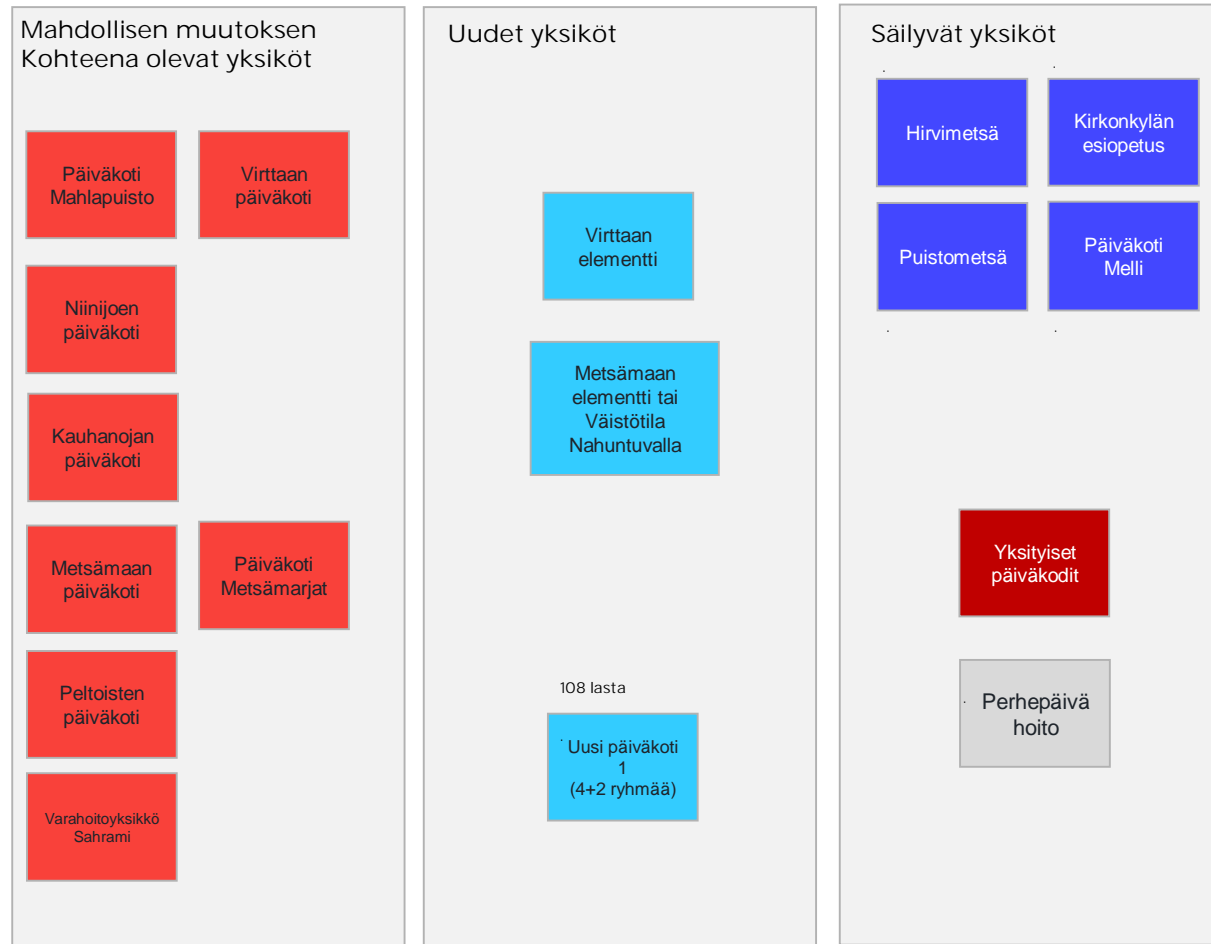 Mahdollisen muutoksen
Kohteena olevat yksiköt
Päiväkoti
Mahlapuisto
Virttaan
päiväkoti
Niinijoen
päiväkoti
Kauhanojan
päiväkoti
Metsämaan
päiväkoti
Päiväkoti
Metsämarjat
Peltoisten
päiväkoti
Varahoitoyksikkö
Sahrami
Uudet yksiköt
Virttaan
elementti
Metsämaan
elementti tai
Väistötila
Nahuntuvalla
108 lasta
Uusi päiväkoti
1
(4+2 ryhmää)
Säilyvät yksiköt
Hirvimetsä
Kirkonkylän
esiopetus
Puistometsä
Päiväkoti
Melli
Yksityiset
päiväkodit
Perhepäivä
hoito